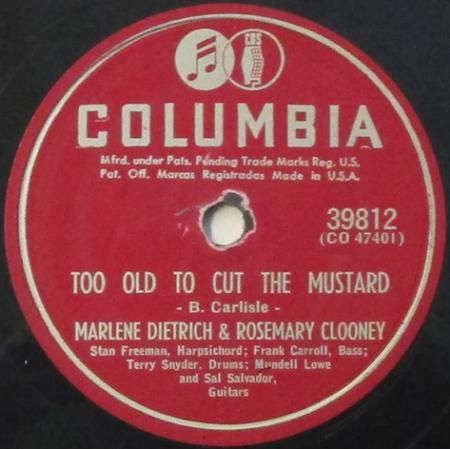 CBS
COLUMBIA
Mfrd. under Pats. Pending Trade Marks Reg. U.S.
Pat. Off. Marcas Registradas Made in U.S.A.
39812
(CO 47401)
TOO OLD TO CUT THE MUSTARD
- B. Carlisle -
MARLENE DIETRICH & ROSEMARY CLOONEY
Stan Freeman, Harpsichord; Frank Carroll, Bass;
Terry Snyder, Drums; Mundell Lowe
and Sal Salvador,
Guitars